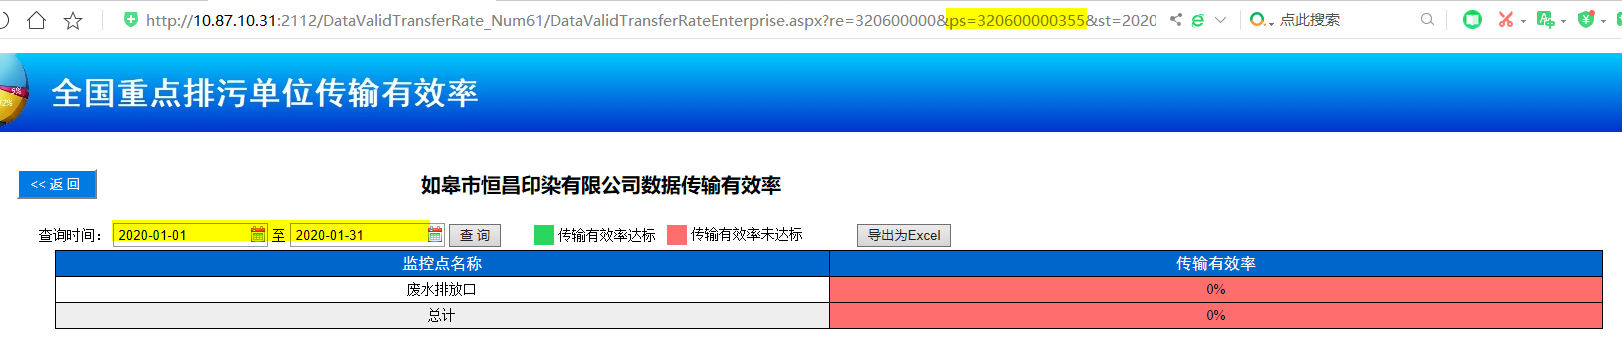 http://10.87.10.31:2112/DataValidTransferRate_Num61/DataValidTransferRateEnterprise.aspx?re=320600000&ps=320600000355&st=2020 点此搜索
5%
12%
全国重点排污单位传输有效率
<< 返 回
如皋市恒昌印染有限公司数据传输有效率
查询时间： 2020-01-01 至 2020-01-31 查 询 传输有效率达标 传输有效率未达标 导出为Excel
监控点名称 传输有效率
废水排放口 0%
总计 0%